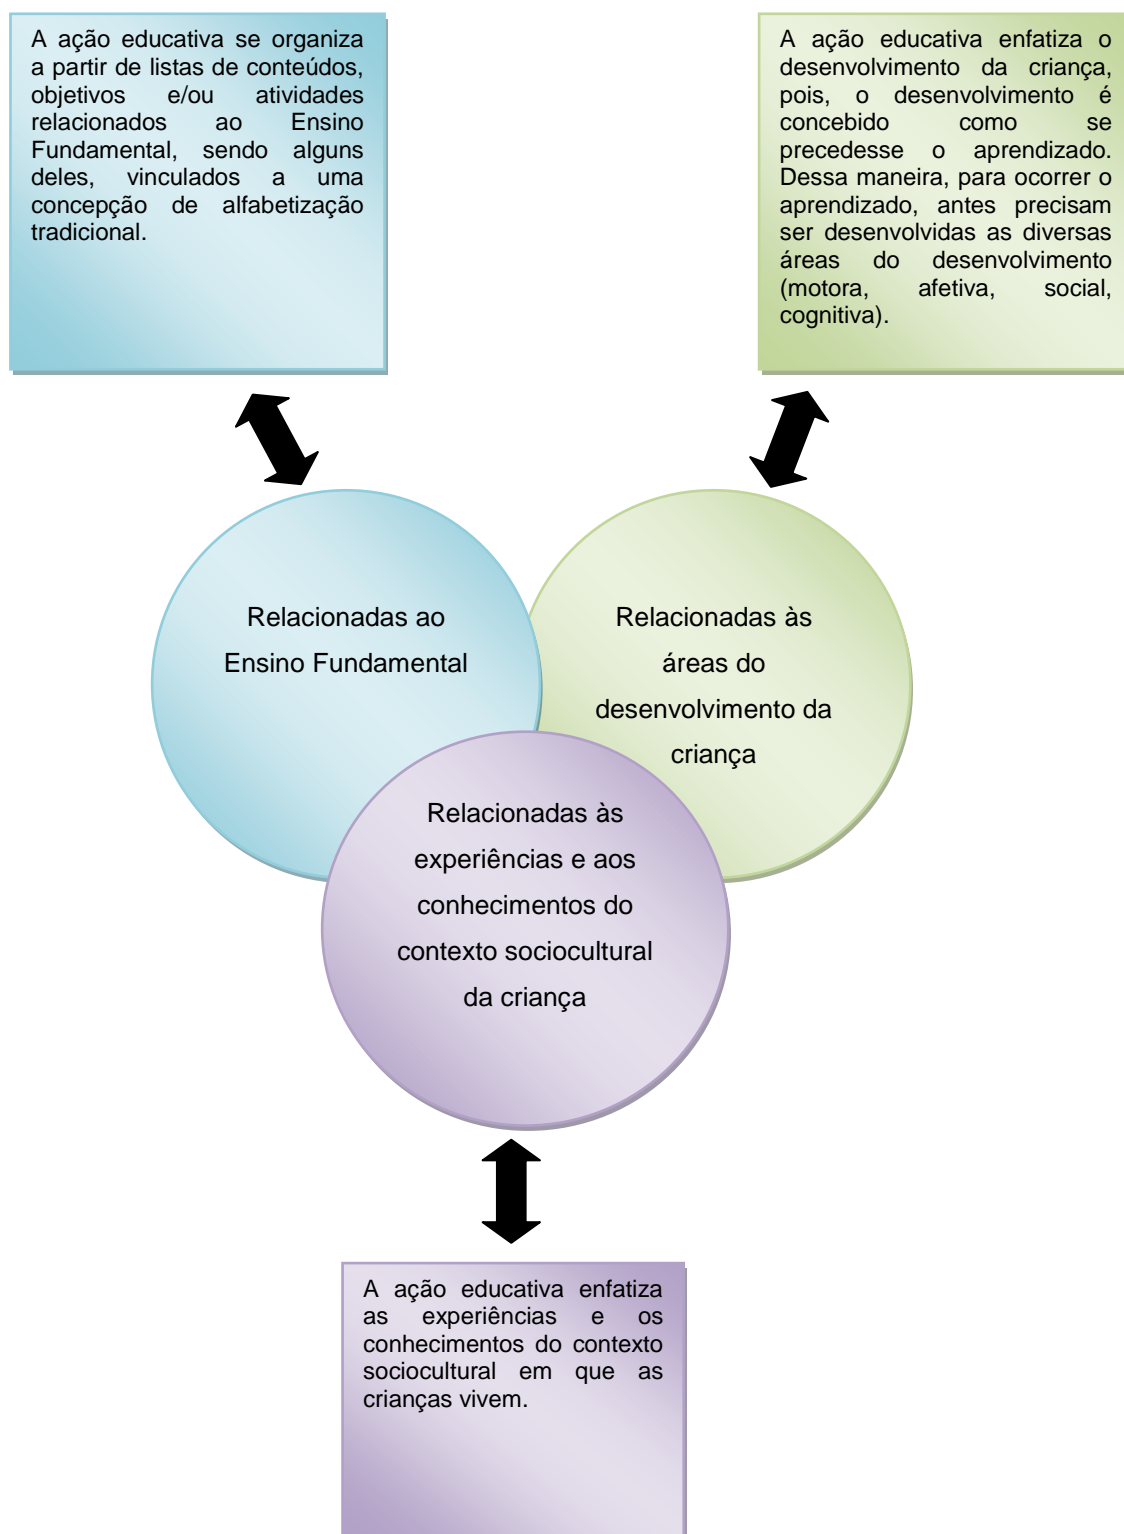 A ação educativa se organiza
a partir de listas de conteúdos,
objetivos e/ou atividades
relacionados ao Ensino
Fundamental, sendo alguns
deles, vinculados a uma
concepção de alfabetização
tradicional.
A ação educativa enfatiza o
desenvolvimento da criança,
pois, o desenvolvimento é
concebido como se
precedesse o aprendizado.
Dessa maneira, para ocorrer o
aprendizado, antes precisam
ser desenvolvidas as diversas
áreas do desenvolvimento
(motora, afetiva, social,
cognitiva).
Relacionadas ao
Ensino Fundamental
Relacionadas às
áreas do
desenvolvimento da
criança
Relacionadas às
experiências e aos
conhecimentos do
contexto sociocultural
da criança
A ação educativa enfatiza
as experiências e os
conhecimentos do contexto
sociocultural em que as
crianças vivem.